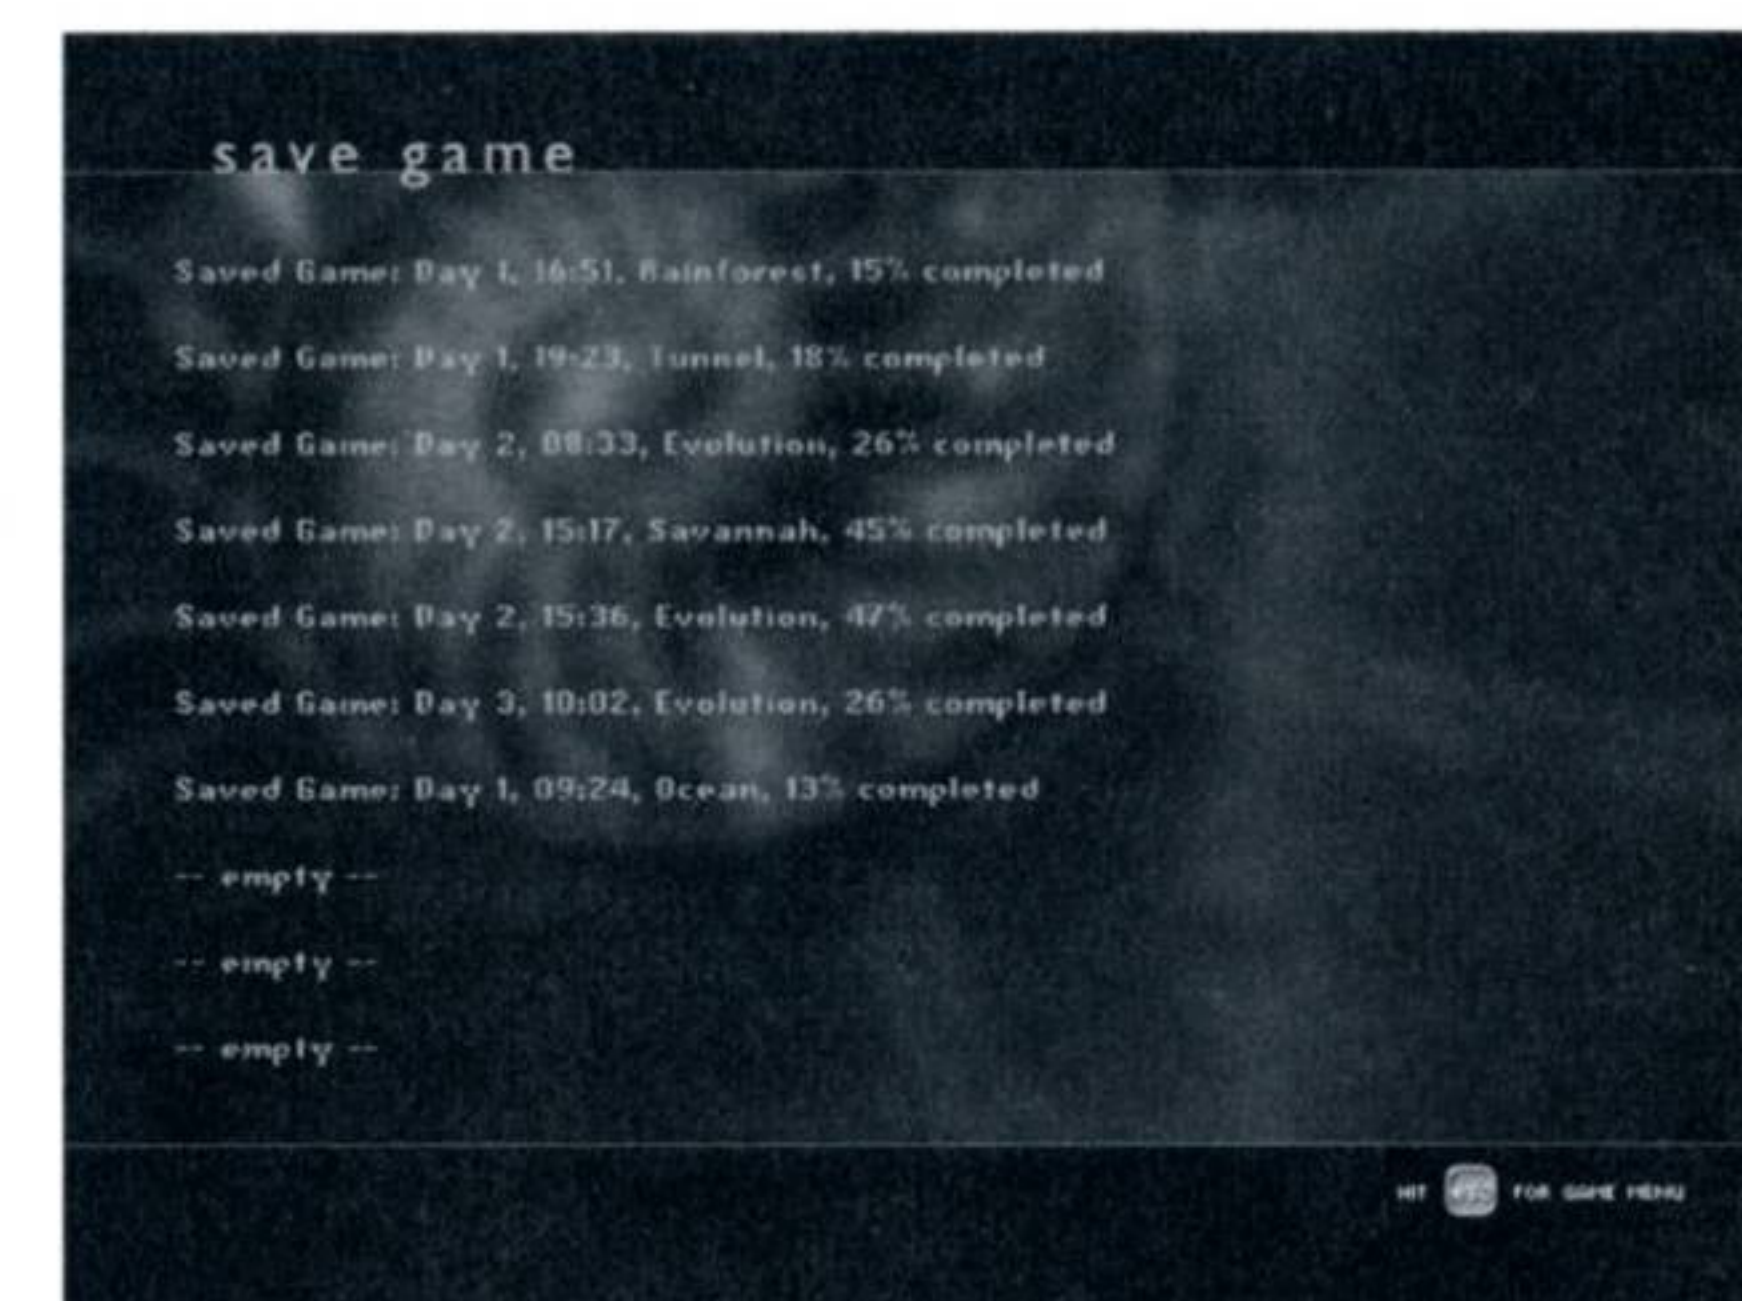 save game
Saved Game: Day 1, 16:51, Rainforest, 15% completed
Saved Game: Day 1, 19:23, Tunnel, 18% completed
Saved Game: Day 2, 08:33, Evolution, 26% completed
Saved Game: Day 2, 15:17, Savannah, 45% completed
Saved Game: Day 2, 15:36, Evolution, 47% completed
Saved Game: Day 3, 10:02, Evolution, 26% completed
Saved Game: Day 1, 09:24, Ocean, 13% completed
-- empty --
-- empty --
-- empty --
HIT FOR GAME MENU